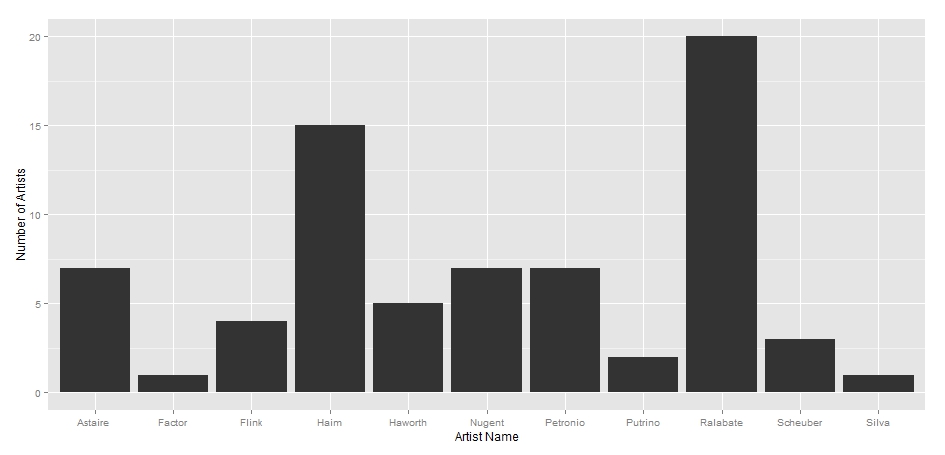 20
15
10
5
0
Number of Artists
Astaire Factor Flink Haim Haworth Nugent Petronio Putrino Ralabate Scheuber Silva
Artist Name